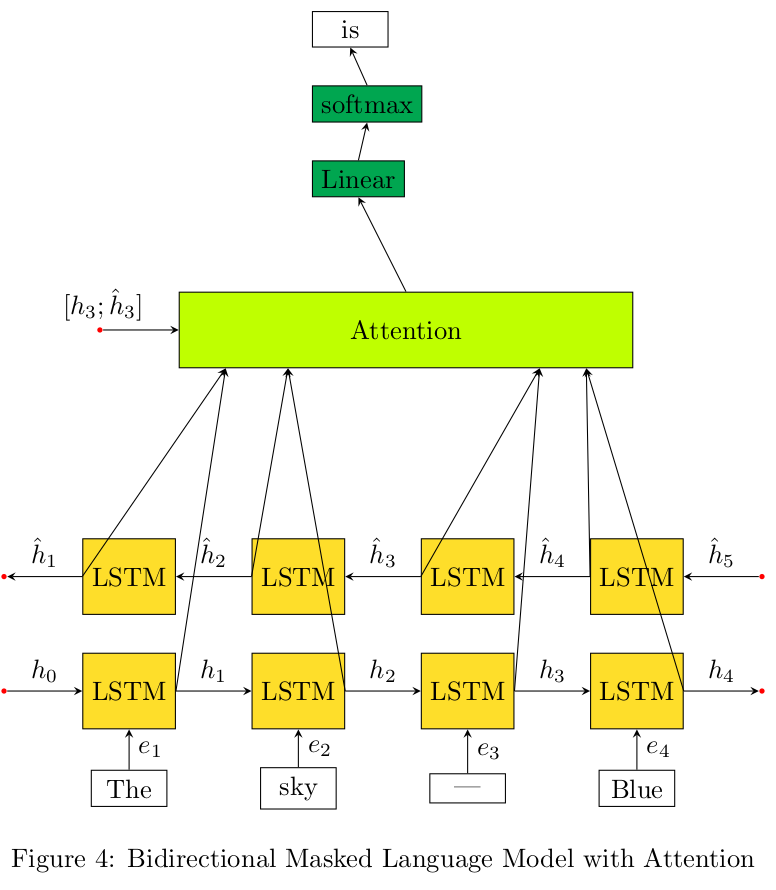 is
softmax
Linear
[h₃; ĥ₃]
Attention
ĥ₁ ĥ₂ ĥ₃ ĥ₄ ĥ₅
LSTM LSTM LSTM LSTM
h₀ h₁ h₂ h₃ h₄
LSTM LSTM LSTM LSTM
e₁ e₂ e₃ e₄
The sky — Blue
Figure 4: Bidirectional Masked Language Model with Attention